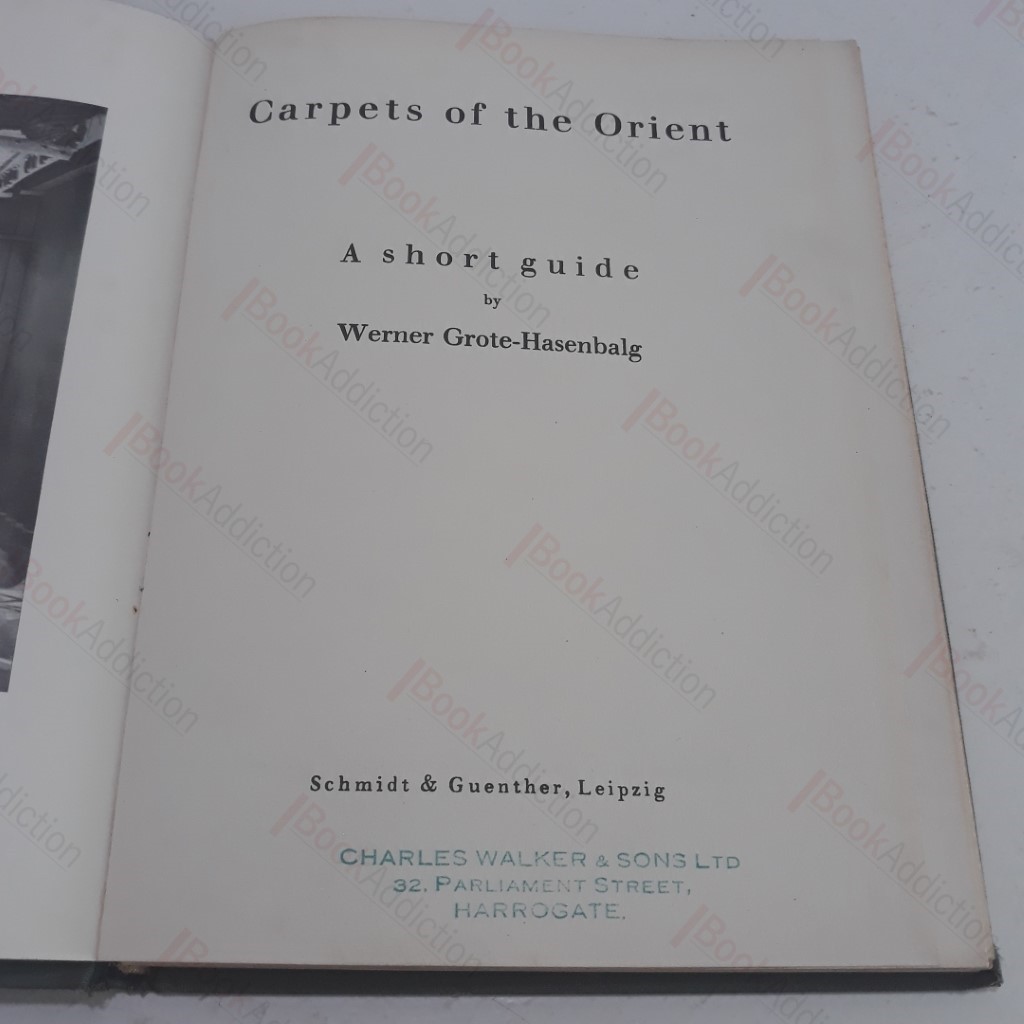 Carpets of the Orient
A short guide
by
Werner Grote-Hasenbalg
Schmidt & Guenther, Leipzig
CHARLES WALKER & SONS LTD
32. PARLIAMENT STREET,
HARROGATE.
BookAddiction